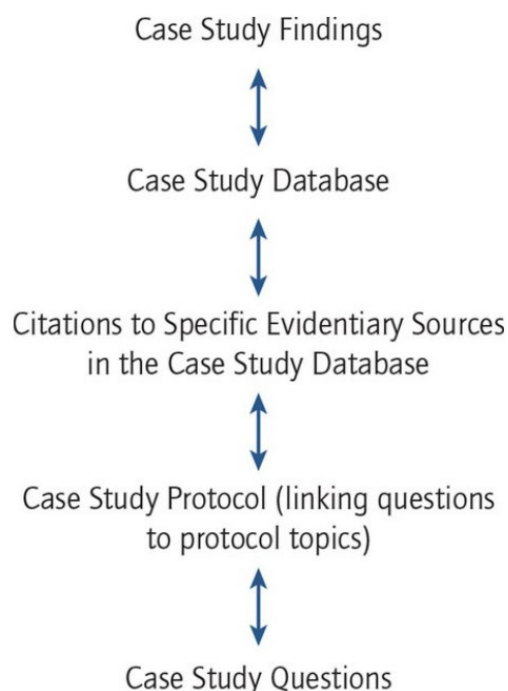 Case Study Findings
Case Study Database
Citations to Specific Evidentiary Sources
in the Case Study Database
Case Study Protocol (linking questions
to protocol topics)
Case Study Questions